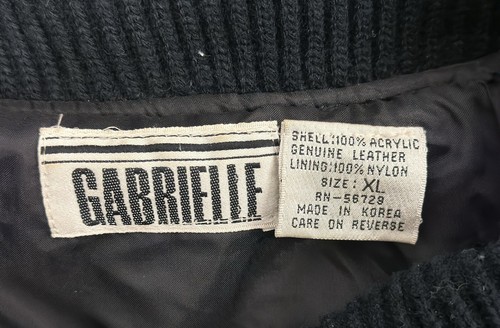 GABRIELLE
SHELL:100% ACRYLIC
GENUINE LEATHER
LINING:100% NYLON
SIZE: XL
RN-56729
MADE IN KOREA
CARE ON REVERSE